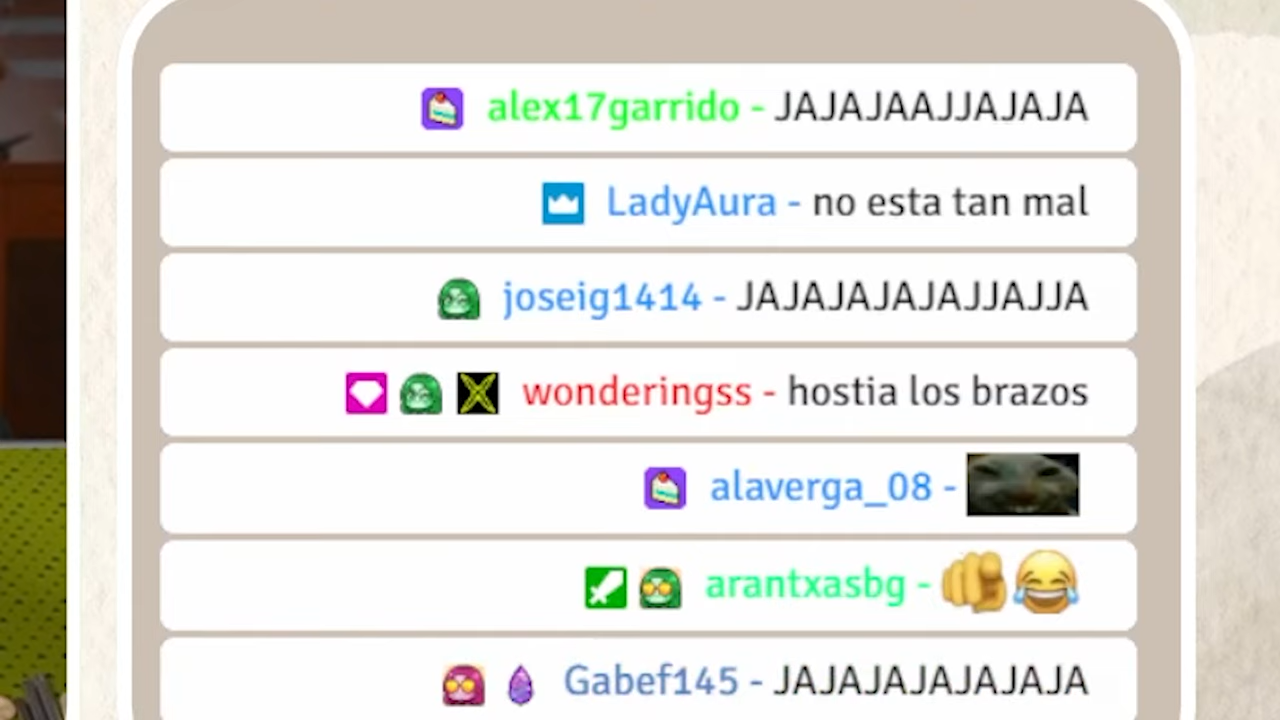 alex17garrido - JAJAJAAJJAJAJA
LadyAura - no esta tan mal
joseig1414 - JAJAJAJAJAJJAJJA
wonderingss - hostia los brazos
alaverga_08 -
arantxasbg -
Gabef145 - JAJAJAJAJAJAJA